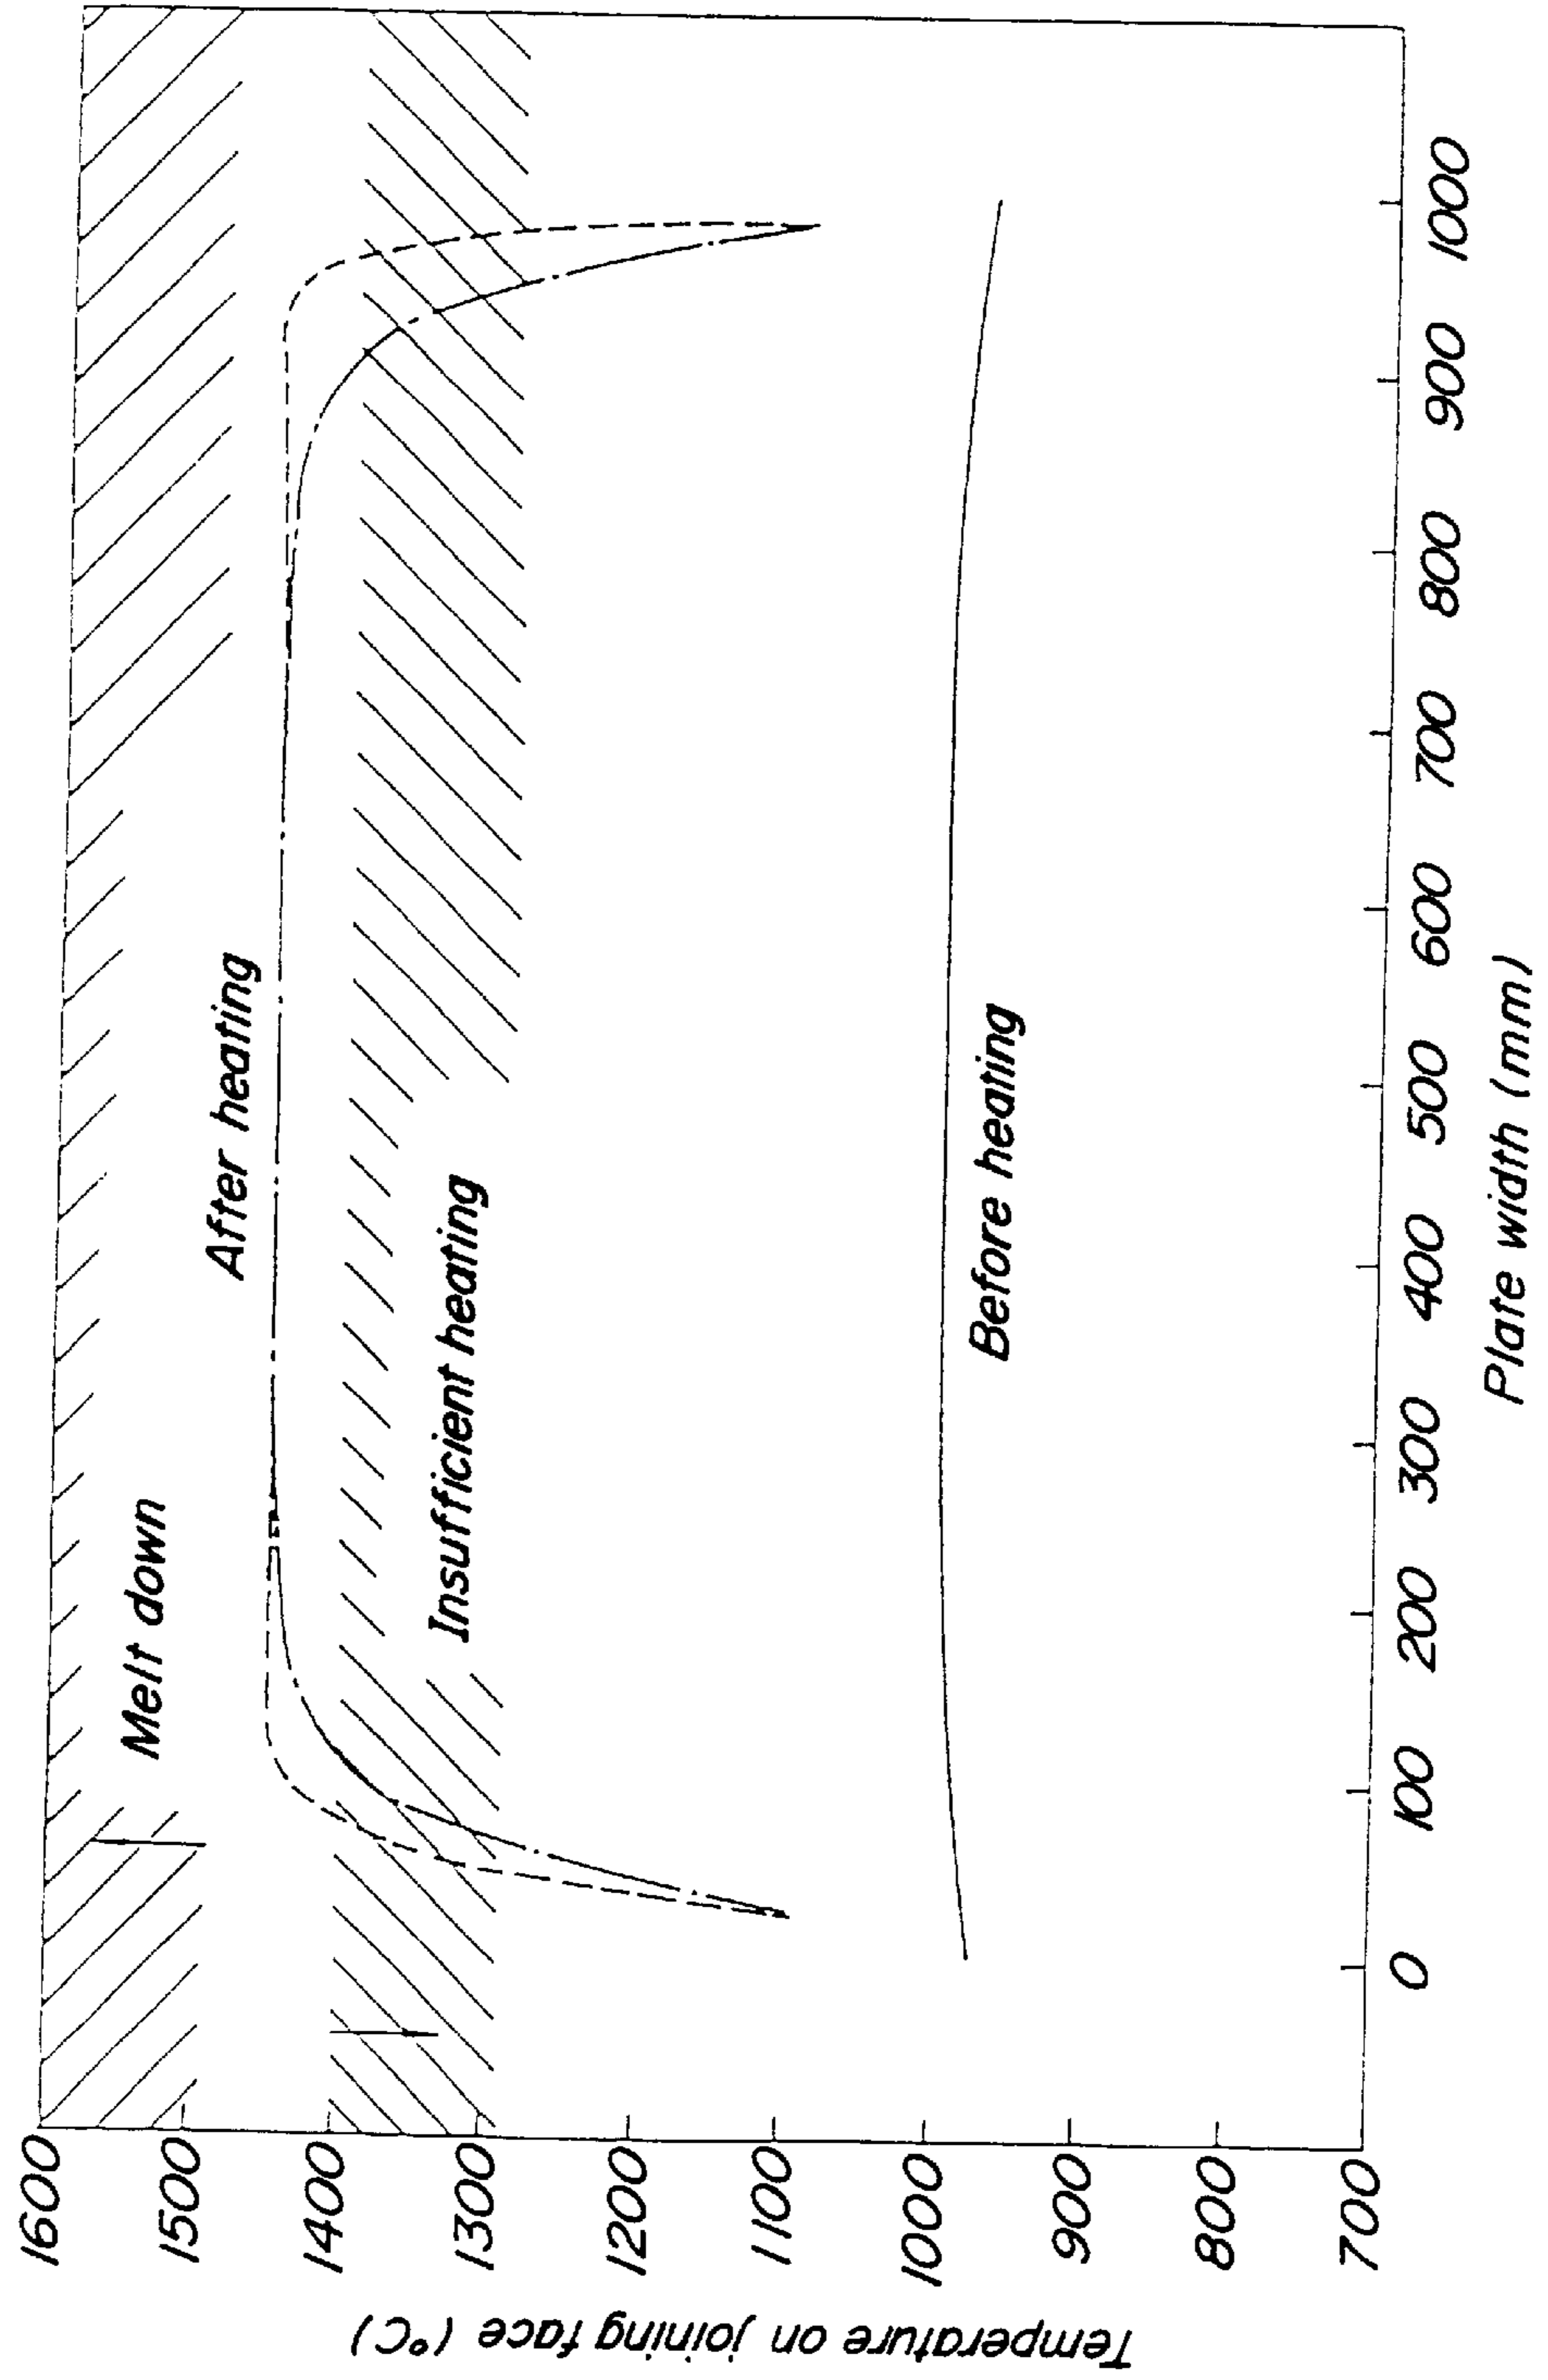 Temperature on joining face (°C)
1600
1500
1400
1300
1200
1100
1000
900
800
700
Melt down
After heating
Insufficient heating
Before heating
0 100 200 300 400 500 600 700 800 900 1000
Plate width (mm)